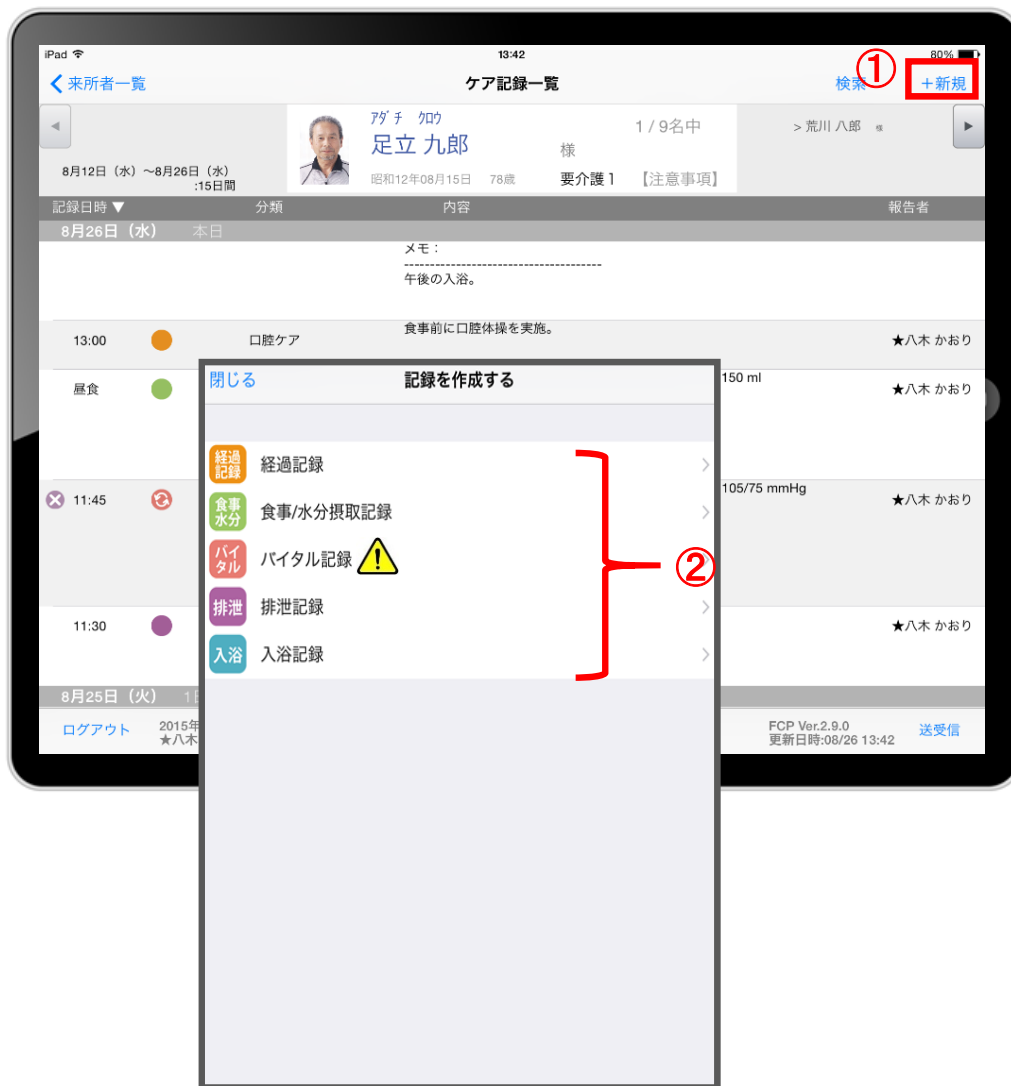 iPad 13:42 80%
来所者一覧 ケア記録一覧 検索 ① ＋新規
アダチ クロウ
足立 九郎 様 1 / 9名中 > 荒川 八郎 様
8月12日（水）～8月26日（水）
:15日間
昭和12年08月15日 78歳 要介護１ 【注意事項】
記録日時 ▼ 分類 内容 報告者
8月26日（水） 本日
メモ：
--------------------------------------
午後の入浴。
13:00 口腔ケア 食事前に口腔体操を実施。 ★八木 かおり
昼食 150 ml ★八木 かおり
11:45 105/75 mmHg ★八木 かおり
11:30 ★八木 かおり
8月25日（火） 1
ログアウト 2015年
★八木
FCP Ver.2.9.0
更新日時:08/26 13:42
送受信
閉じる 記録を作成する
経過記録 経過記録
食事水分 食事/水分摂取記録
バイタル バイタル記録 !
②
排泄 排泄記録
入浴 入浴記録